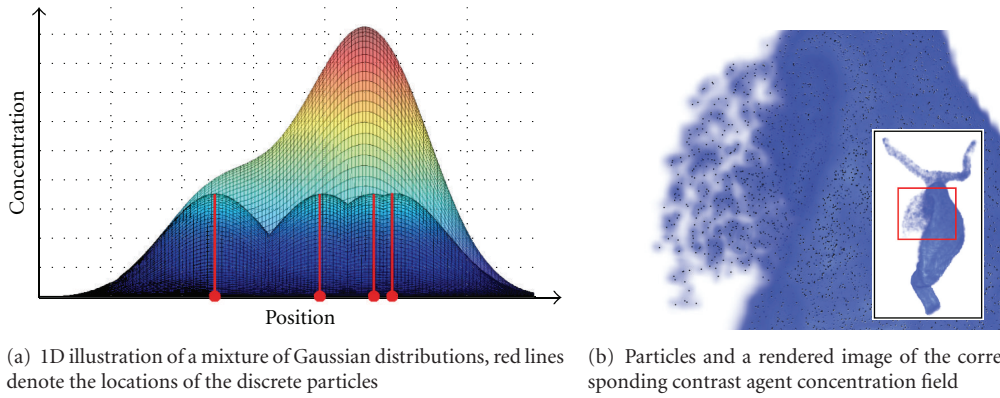 Concentration
Position
(a) 1D illustration of a mixture of Gaussian distributions, red lines
denote the locations of the discrete particles
(b) Particles and a rendered image of the corre
sponding contrast agent concentration field